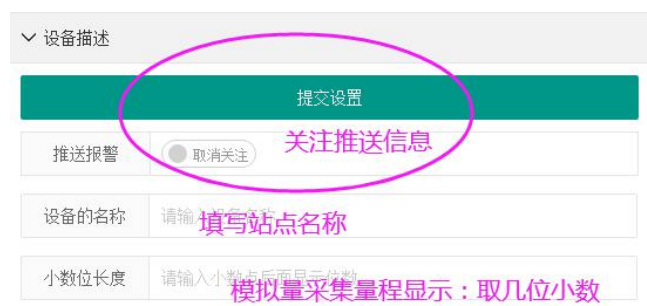 设备描述
提交设置
关注推送信息
推送报警 取消关注
设备的名称 请输
填写站点名称
小数位长度 请输入小数点后面显示位数
模拟量采集量程显示:取几位小数